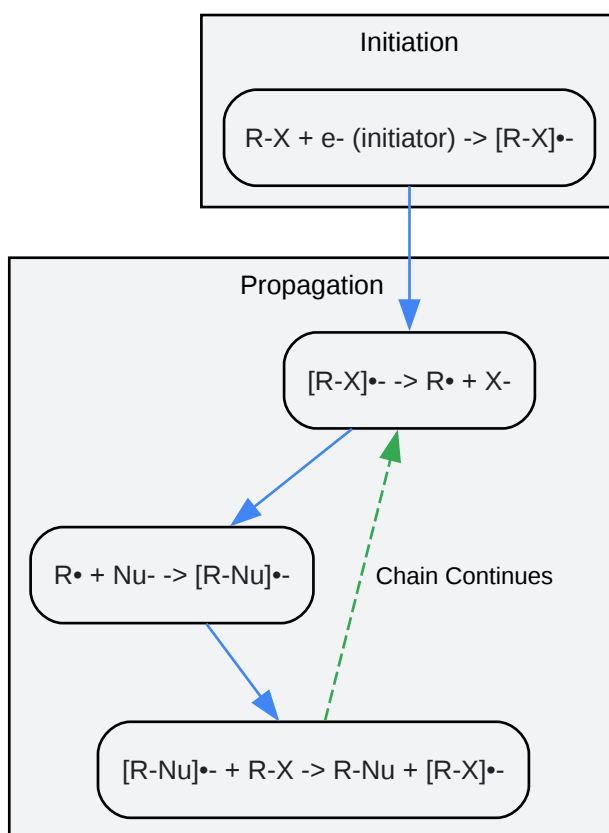 Initiation
R-X + e- (initiator) -> [R-X]•-
Propagation
[R-X]•- -> R• + X-
R• + Nu- -> [R-Nu]•-
Chain Continues
[R-Nu]•- + R-X -> R-Nu + [R-X]•-